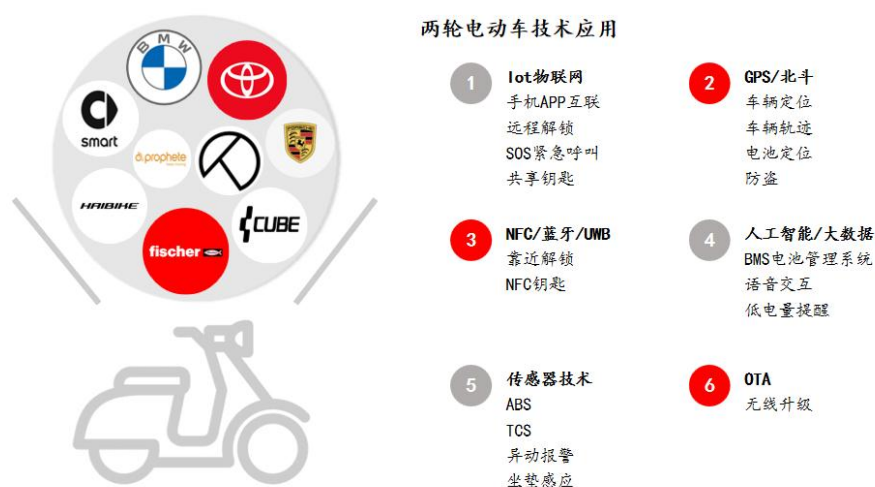 BMW
smart
prophete
PORSCHE
HAIBIKE
CUBE
fischer
两轮电动车技术应用
1
Iot物联网
手机APP互联
远程解锁
SOS紧急呼叫
共享钥匙
2
GPS/北斗
车辆定位
车辆轨迹
电池定位
防盗
3
NFC/蓝牙/UWB
靠近解锁
NFC钥匙
4
人工智能/大数据
BMS电池管理系统
语音交互
低电量提醒
5
传感器技术
ABS
TCS
异动报警
坐垫感应
6
OTA
无线升级